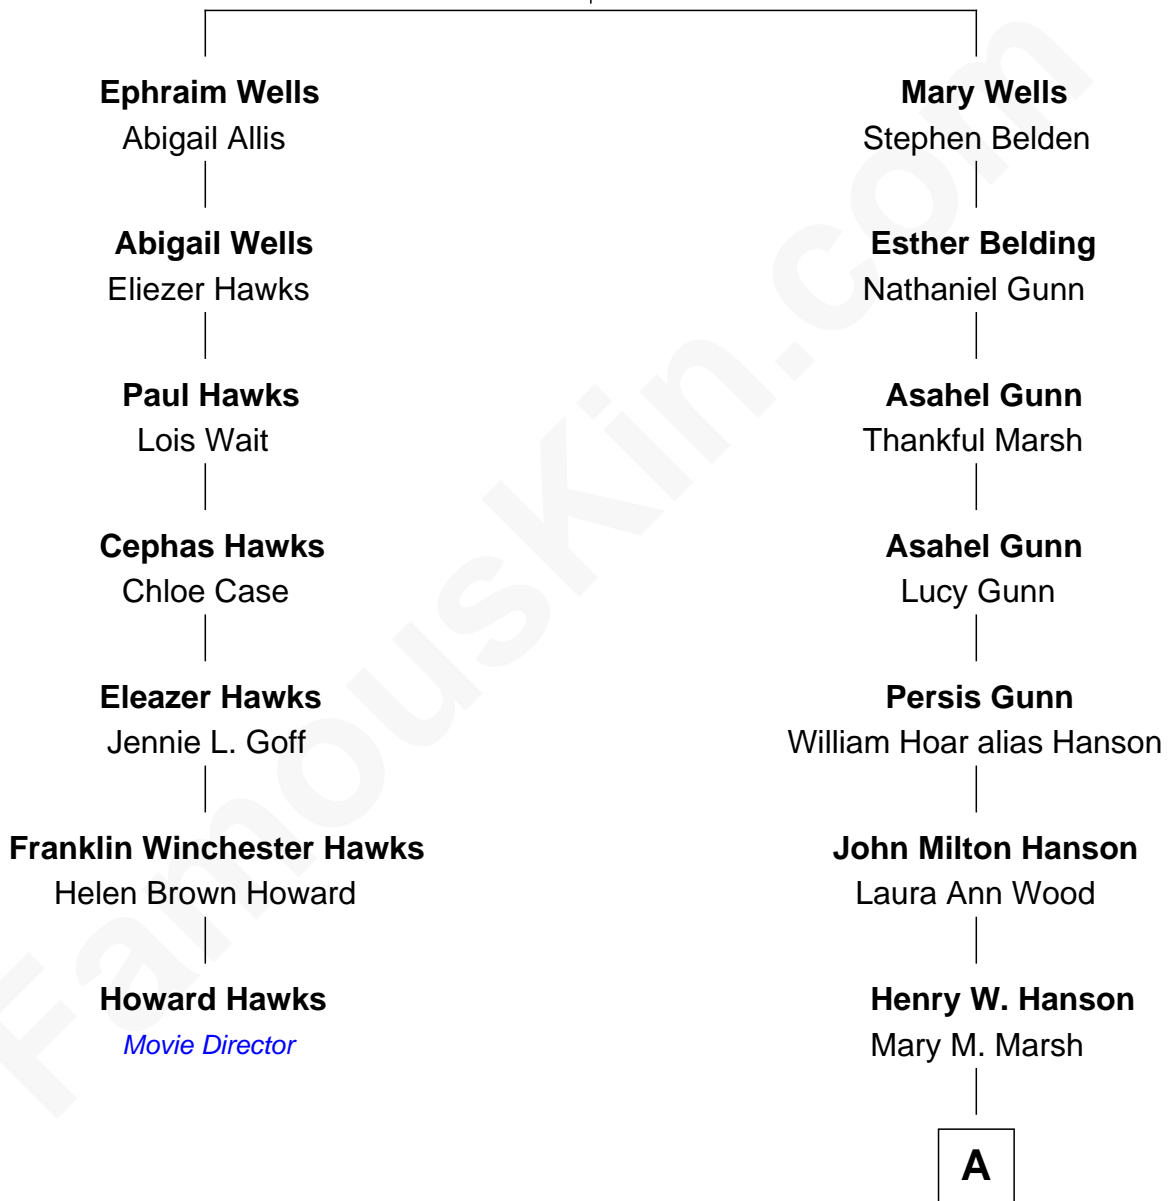 Ephraim Wells
Abigail Allis
Mary Wells
Stephen Belden
Abigail Wells
Eliezer Hawks
Esther Belding
Nathaniel Gunn
Paul Hawks
Lois Wait
Asahel Gunn
Thankful Marsh
Cephas Hawks
Chloe Case
Asahel Gunn
Lucy Gunn
Eleazer Hawks
Jennie L. Goff
Persis Gunn
William Hoar alias Hanson
Franklin Winchester Hawks
Helen Brown Howard
John Milton Hanson
Laura Ann Wood
Howard Hawks
Movie Director
Henry W. Hanson
Mary M. Marsh
A
FamousKin.com